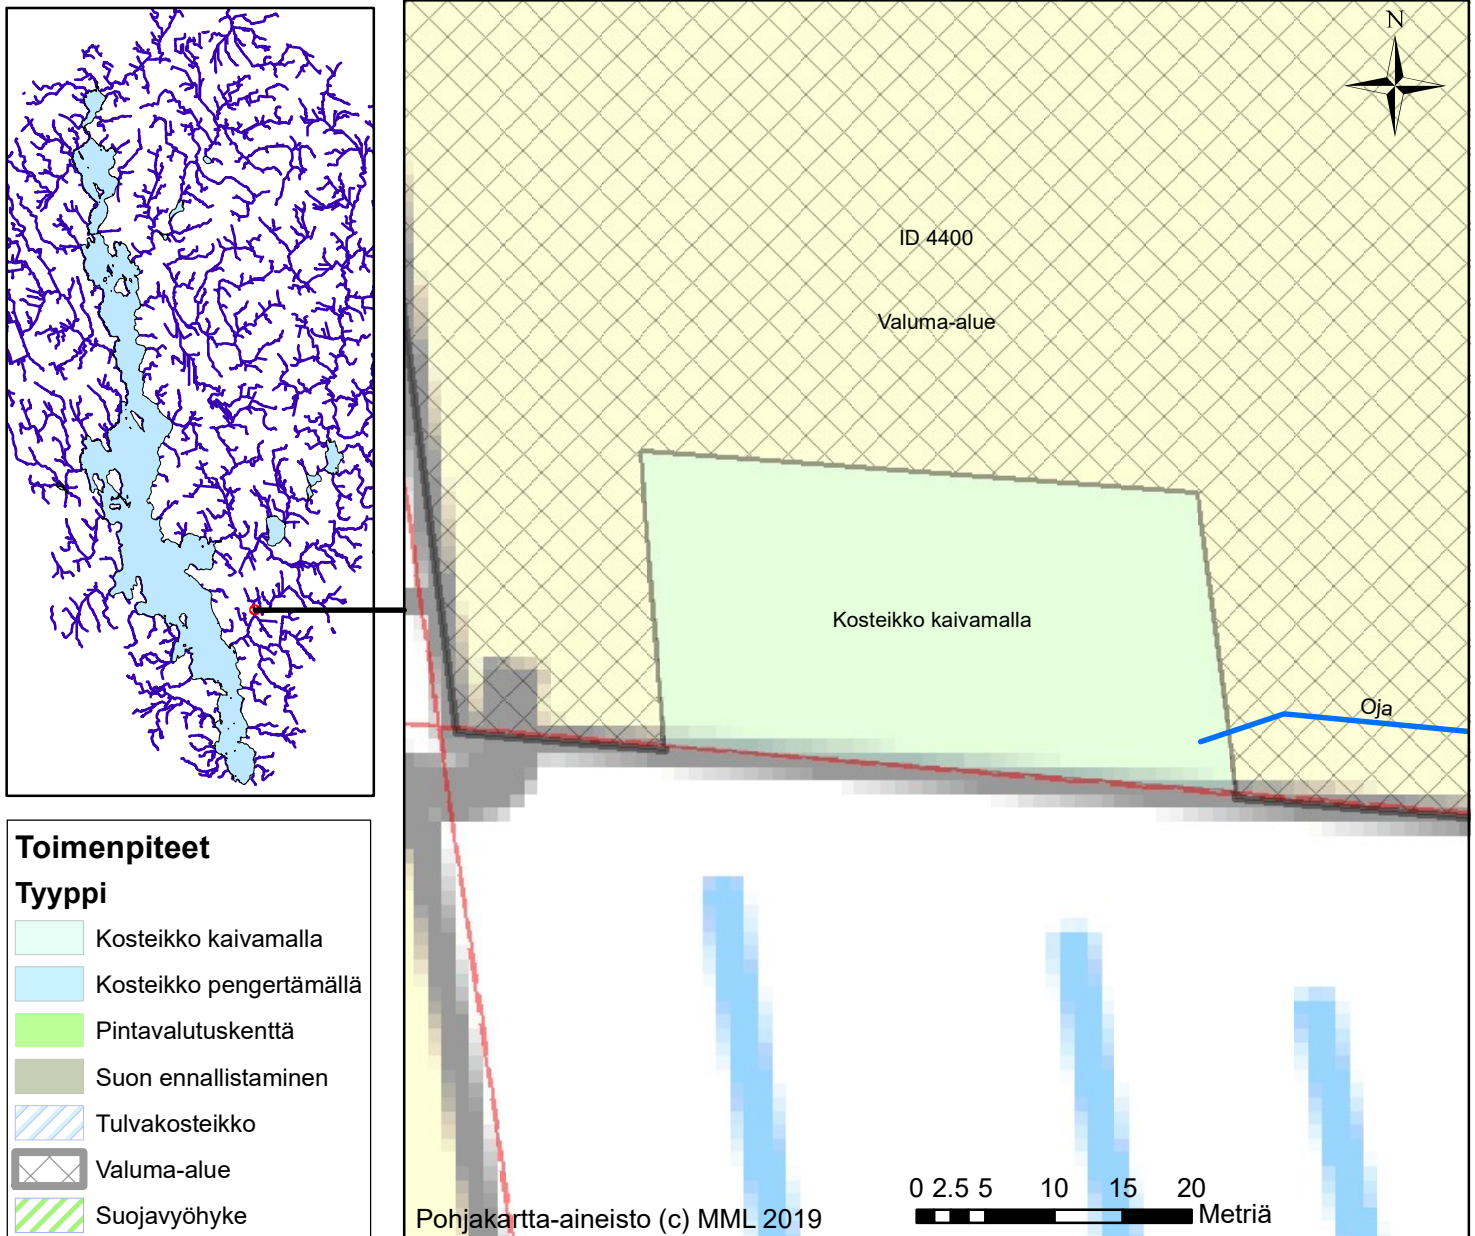 N
ID 4400
Valuma-alue
Kosteikko kaivamalla
Oja
Toimenpiteet
Tyyppi
Kosteikko kaivamalla
Kosteikko pengertämällä
Pintavalutuskenttä
Suon ennallistaminen
Tulvakosteikko
Valuma-alue
Suojavyöhyke
0 2.5 5 10 15 20
Metriä
Pohjakartta-aineisto (c) MML 2019